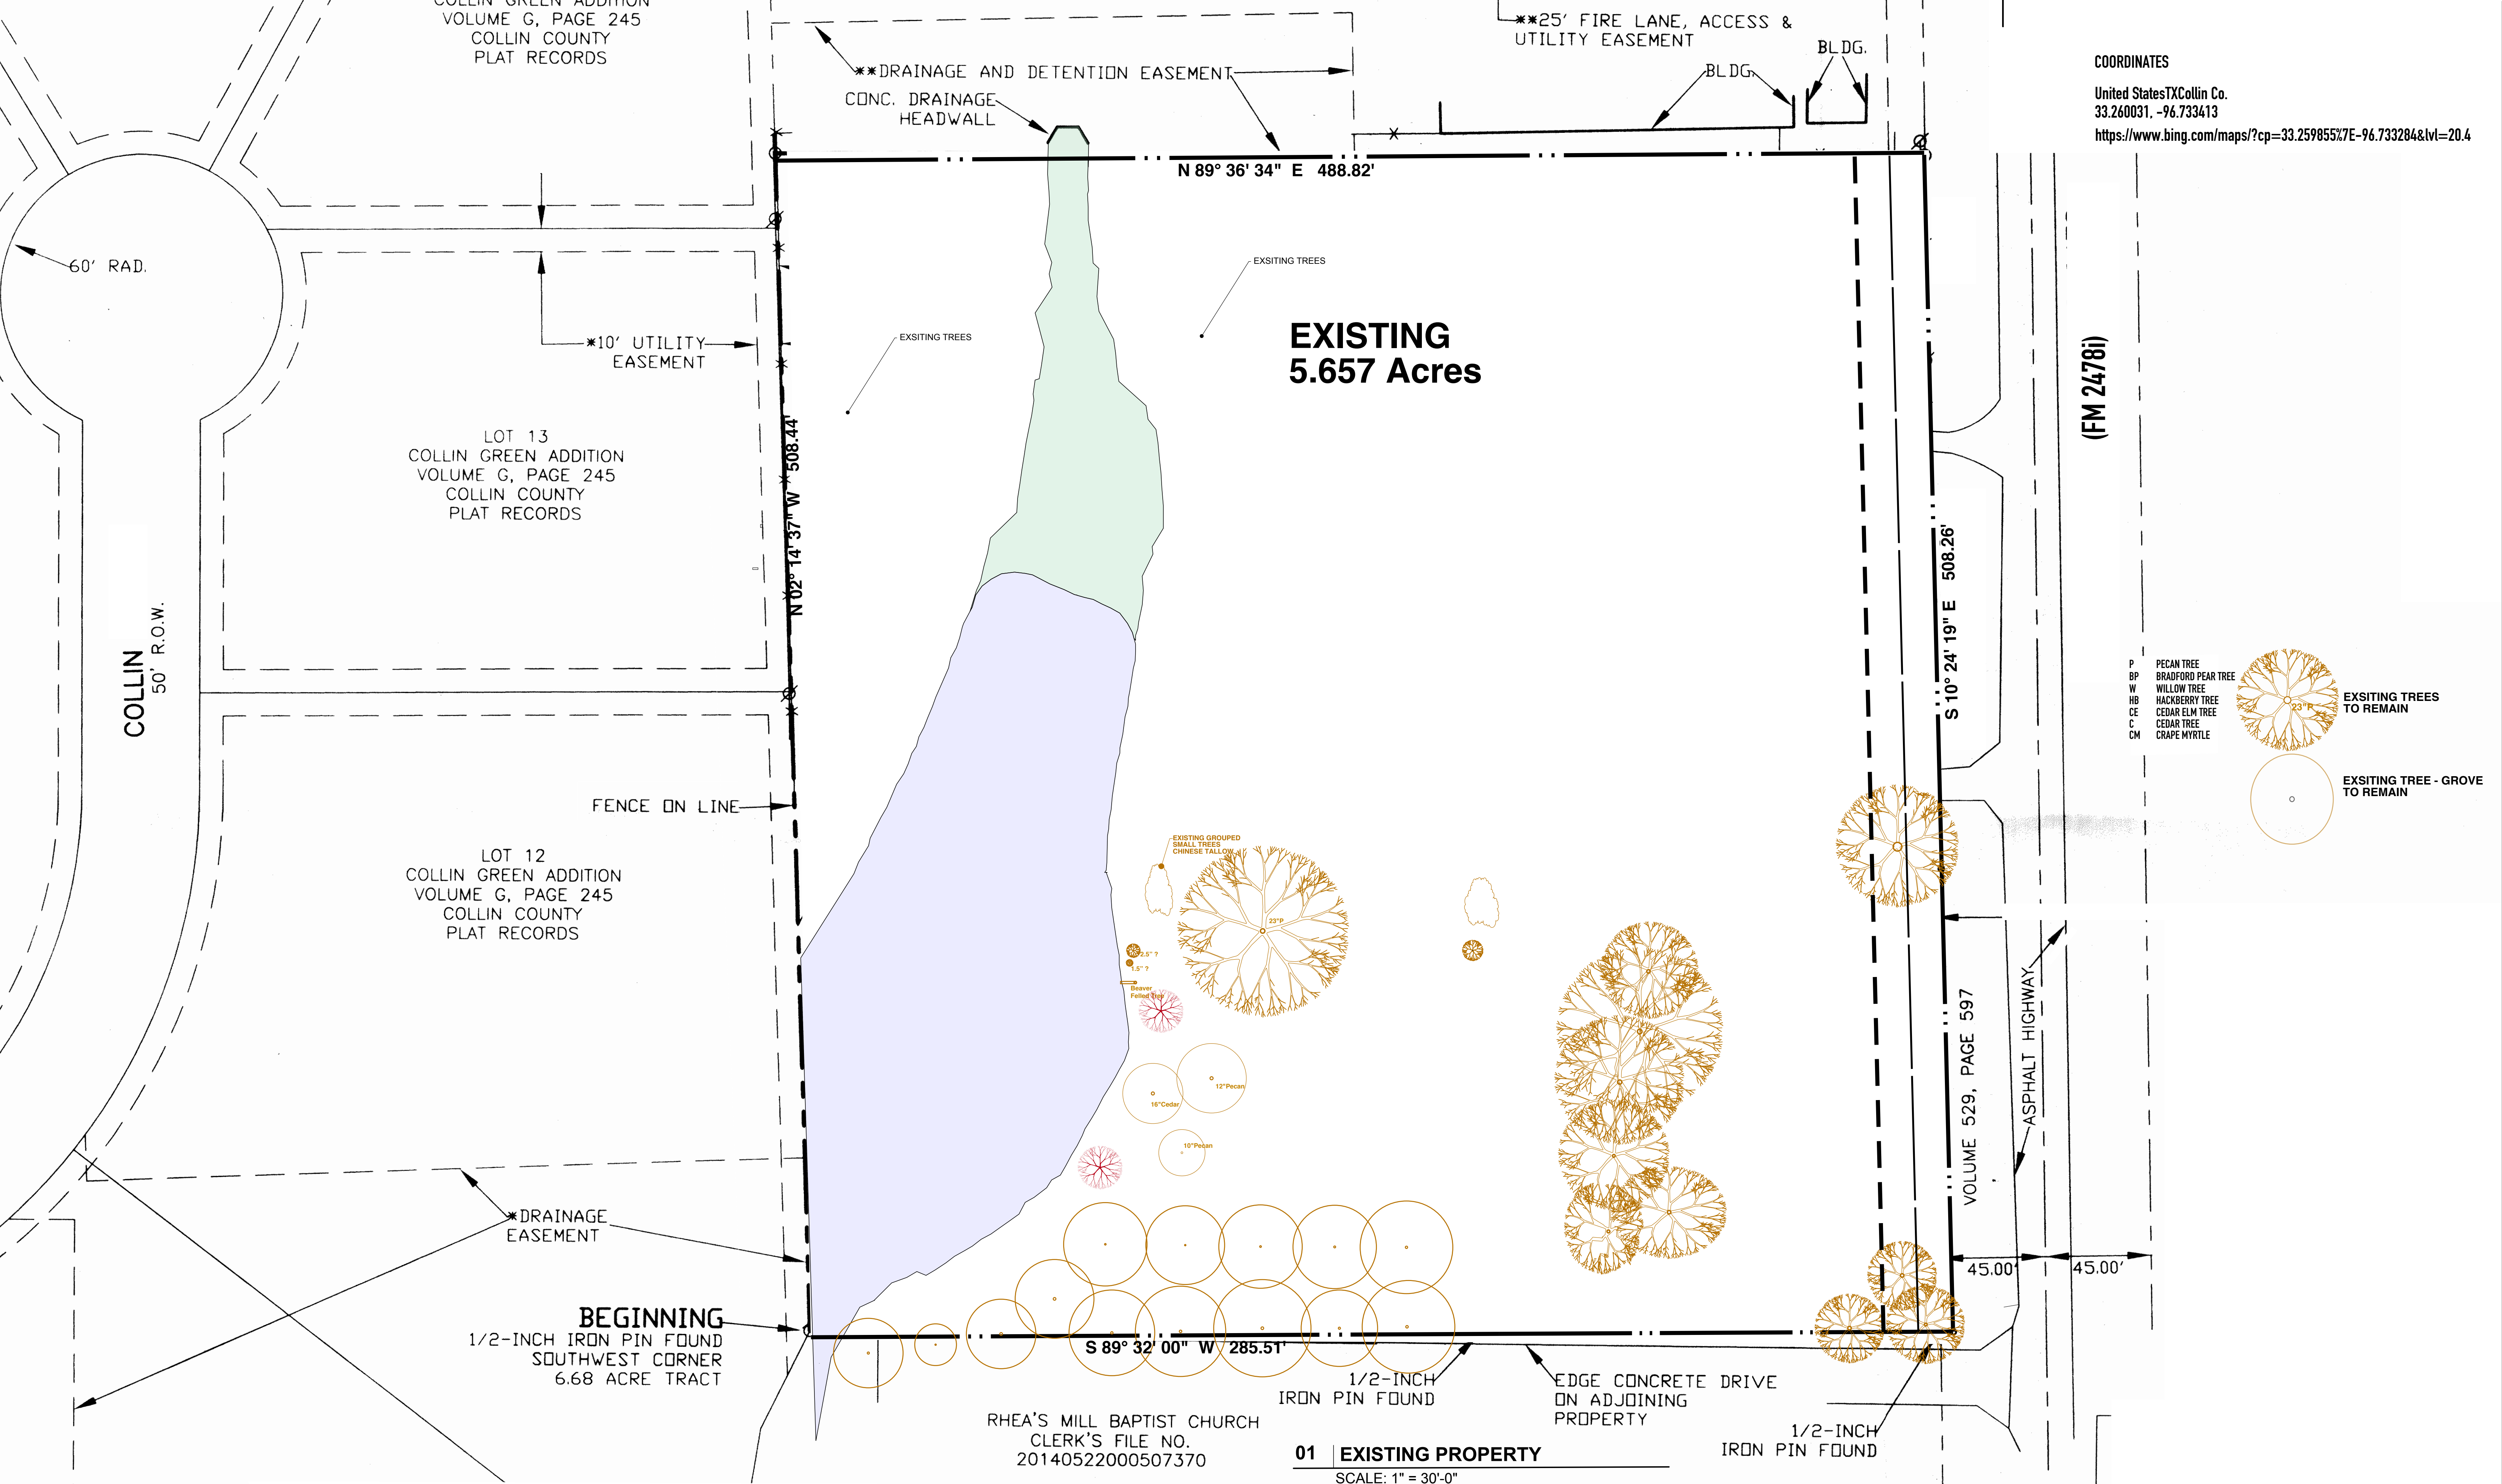 COLLIN GREEN ADDITION
VOLUME G, PAGE 245
COLLIN COUNTY
PLAT RECORDS
**25' FIRE LANE, ACCESS &
UTILITY EASEMENT
BLDG.
BLDG.
**DRAINAGE AND DETENTION EASEMENT
CONC. DRAINAGE
HEADWALL
COORDINATES
United StatesTXCollin Co.
33.260031, -96.733413
https://www.bing.com/maps/?cp=33.259855%7E-96.733284&lvl=20.4
N 89° 36' 34" E 488.82'
60' RAD.
EXSITING TREES
EXSITING TREES
*10' UTILITY
EASEMENT
EXISTING
5.657 Acres
(FM 2478i)
LOT 13
COLLIN GREEN ADDITION
VOLUME G, PAGE 245
COLLIN COUNTY
PLAT RECORDS
N 02° 14' 37" W 508.44'
S 10° 24' 19" E 508.26'
COLLIN
50' R.O.W.
P PECAN TREE
BP BRADFORD PEAR TREE
W WILLOW TREE
HB HACKBERRY TREE
CE CEDAR ELM TREE
C CEDAR TREE
CM CRAPE MYRTLE
23"P
EXSITING TREES
TO REMAIN
EXSITING TREE - GROVE
TO REMAIN
FENCE ON LINE
EXISTING GROUPED
SMALL TREES
CHINESE TALLOW
LOT 12
COLLIN GREEN ADDITION
VOLUME G, PAGE 245
COLLIN COUNTY
PLAT RECORDS
23"P
2.5" ?
1.5" ?
Beaver
Felled Tree
12"Pecan
16"Cedar
10"Pecan
VOLUME 529, PAGE 597
ASPHALT HIGHWAY
*DRAINAGE
EASEMENT
45.00'
45.00'
BEGINNING
1/2-INCH IRON PIN FOUND
SOUTHWEST CORNER
6.68 ACRE TRACT
S 89° 32' 00" W 285.51'
1/2-INCH
IRON PIN FOUND
EDGE CONCRETE DRIVE
ON ADJOINING
PROPERTY
RHEA'S MILL BAPTIST CHURCH
CLERK'S FILE NO.
20140522000507370
1/2-INCH
IRON PIN FOUND
01 EXISTING PROPERTY
SCALE: 1" = 30'-0"